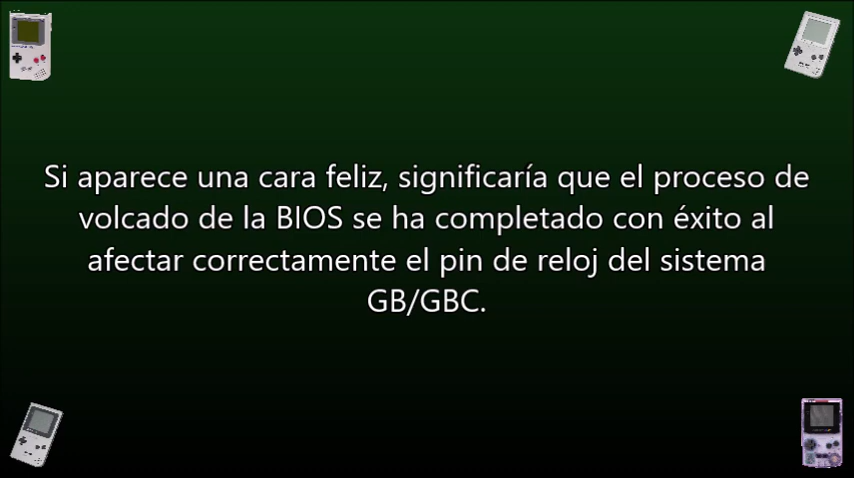 Si aparece una cara feliz, significaría que el proceso de
volcado de la BIOS se ha completado con éxito al
afectar correctamente el pin de reloj del sistema
GB/GBC.